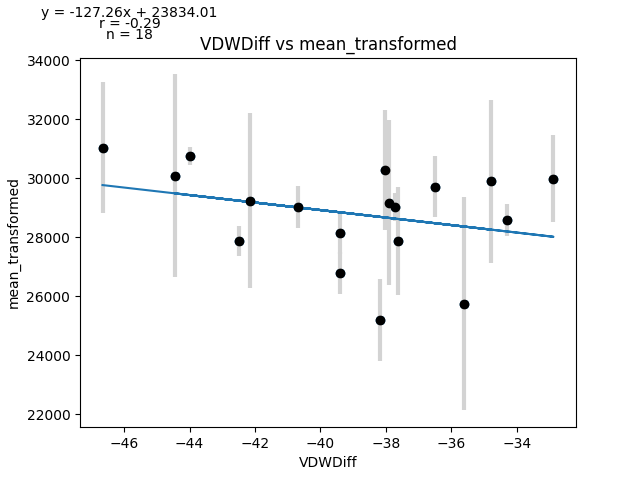 y = -127.26x + 23834.01
r = -0.29
n = 18
VDWDiff vs mean_transformed
34000
32000
30000
28000
26000
24000
22000
mean_transformed
−46
−44
−42
−40
−38
−36
−34
VDWDiff